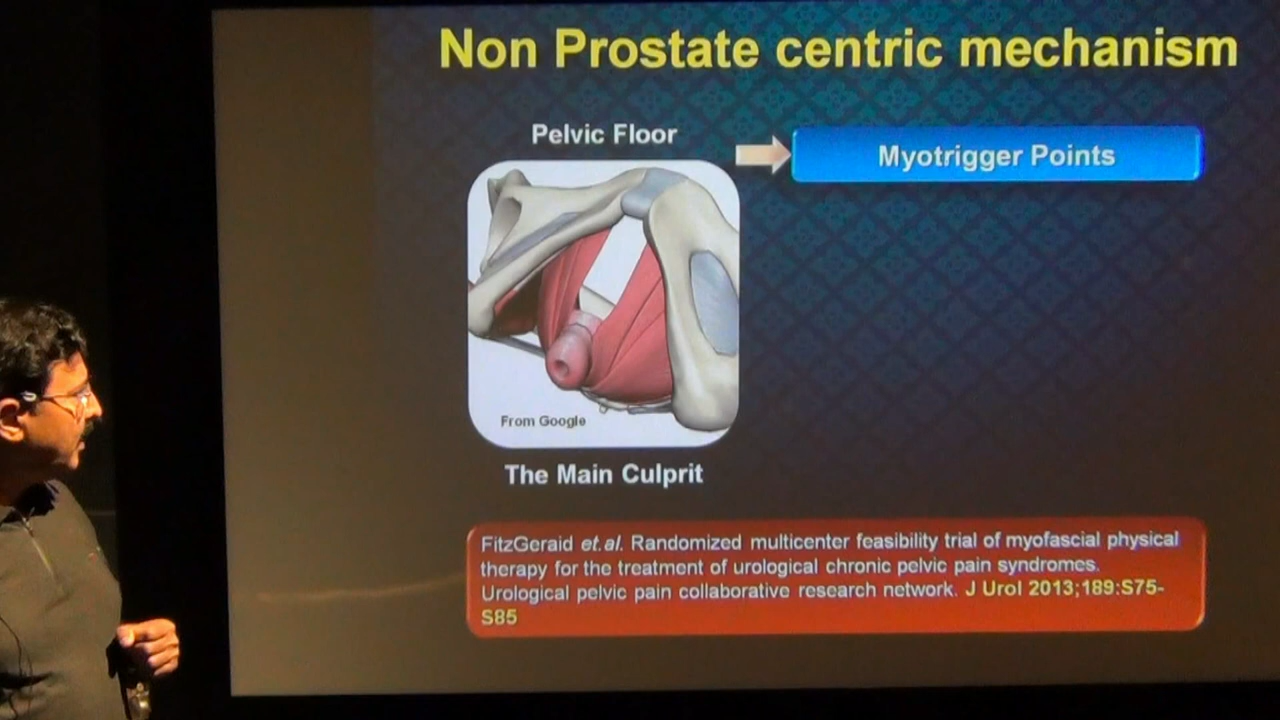 Non Prostate centric mechanism
Pelvic Floor
Myotrigger Points
From Google
The Main Culprit
FitzGeraid et.al. Randomized multicenter feasibility trial of myofascial physical
therapy for the treatment of urological chronic pelvic pain syndromes.
Urological pelvic pain collaborative research network. J Urol 2013;189:S75-
S85